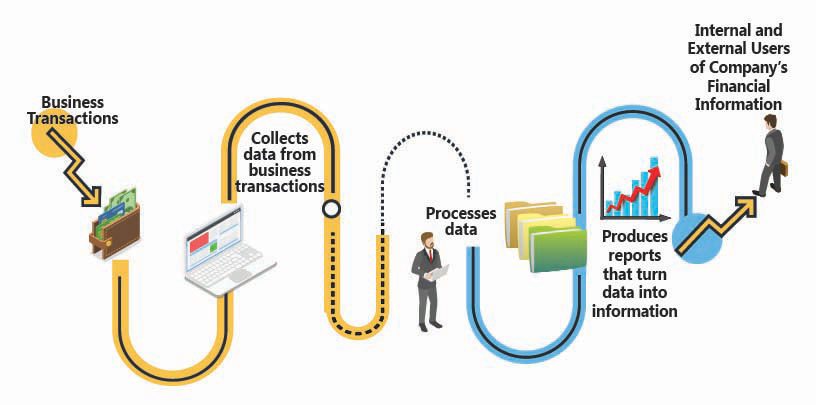 Business
Transactions
Collects
data from
business
transactions
Processes
data
Produces
reports
that turn
data into
information
Internal and
External Users
of Company's
Financial
Information